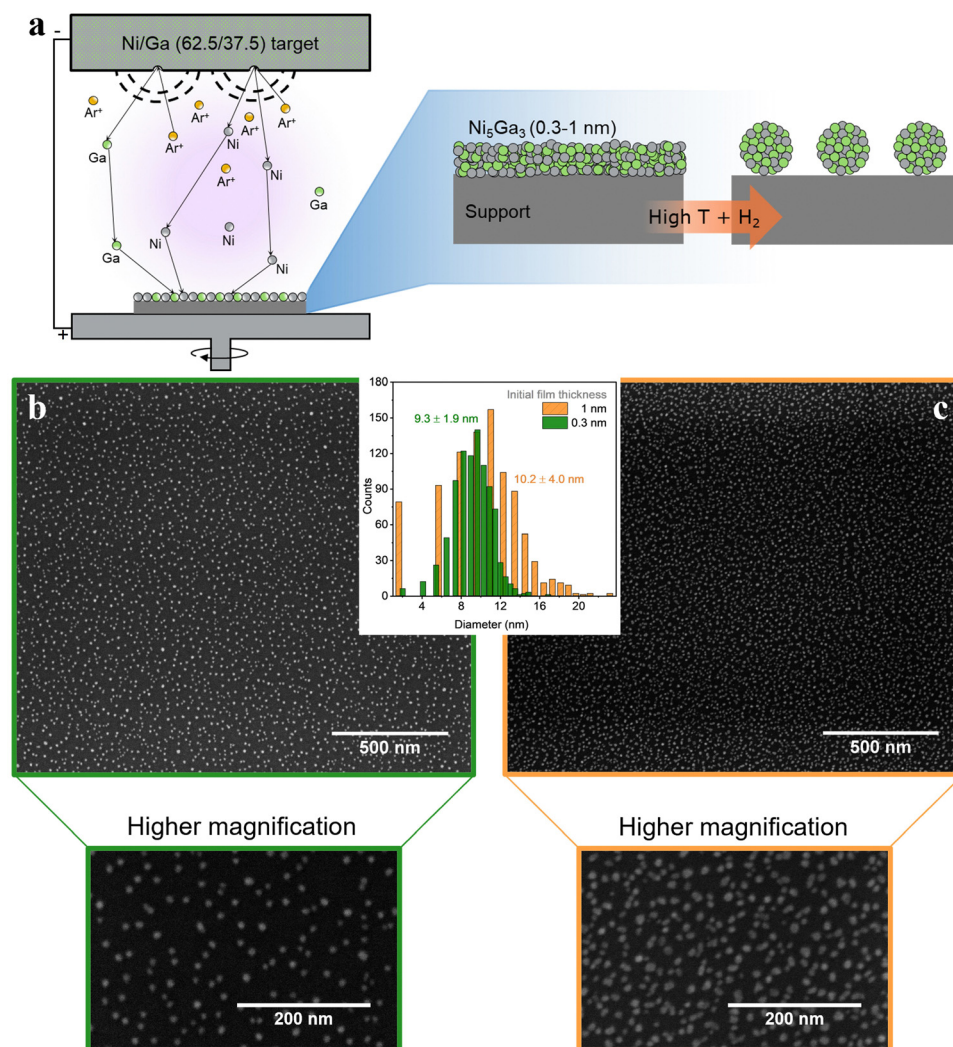 a
-
Ni/Ga (62.5/37.5) target
Ar⁺
Ar⁺
Ar⁺
Ar⁺
Ar⁺
Ga
Ni
Ni
Ga
Ni
Ni
Ga
Ni
+
Ni₅Ga₃ (0.3-1 nm)
Support
High T + H₂
b
c
Initial film thickness
1 nm
0.3 nm
9.3 ± 1.9 nm
10.2 ± 4.0 nm
Counts
180
150
120
90
60
30
0
4 8 12 16 20
Diameter (nm)
500 nm
500 nm
Higher magnification
Higher magnification
200 nm
200 nm